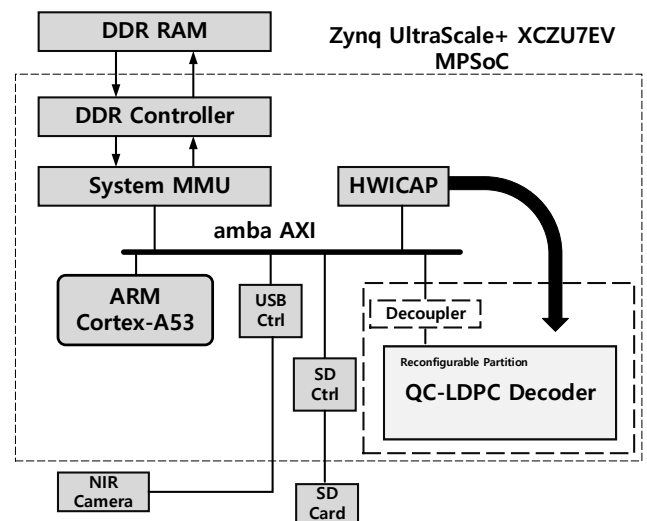 DDR RAM
Zynq UltraScale+ XCZU7EV
MPSoC
DDR Controller
System MMU
HWICAP
amba AXI
ARM
Cortex-A53
USB
Ctrl
Decoupler
SD
Ctrl
Reconfigurable Partition
QC-LDPC Decoder
NIR
Camera
SD
Card